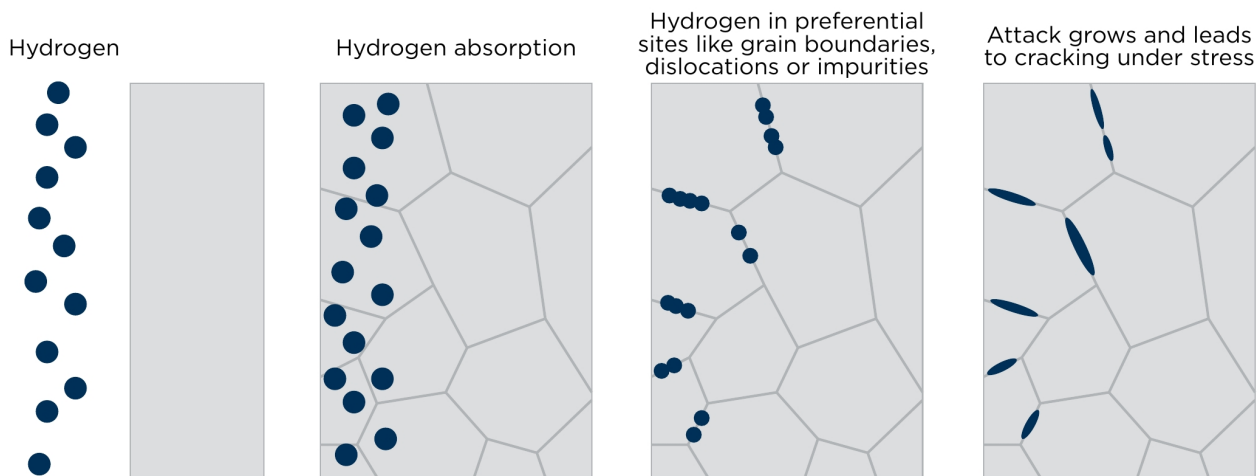 Hydrogen
Hydrogen absorption
Hydrogen in preferential
sites like grain boundaries,
dislocations or impurities
Attack grows and leads
to cracking under stress